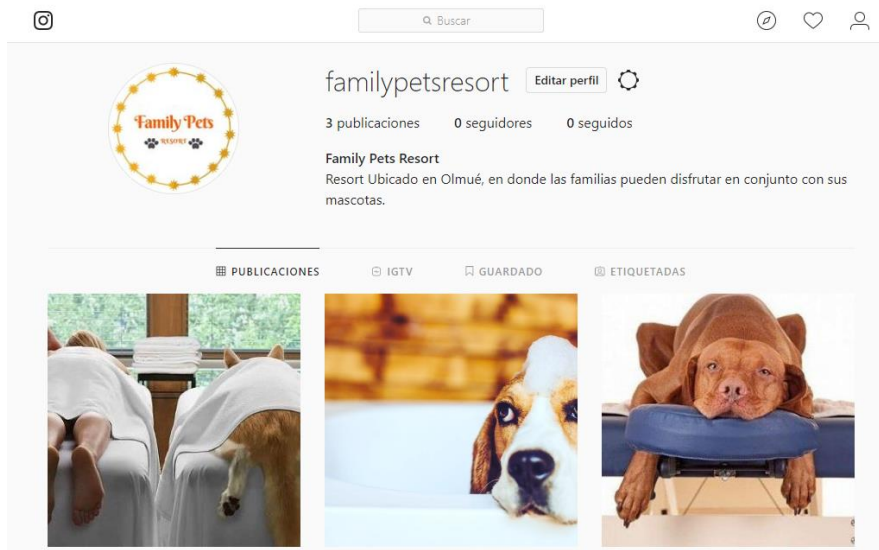 Buscar
familypetsresort Editar perfil
3 publicaciones 0 seguidores 0 seguidos
Family Pets
RESORT
Family Pets Resort
Resort Ubicado en Olmué, en donde las familias pueden disfrutar en conjunto con sus
mascotas.
PUBLICACIONES IGTV GUARDADO ETIQUETADAS